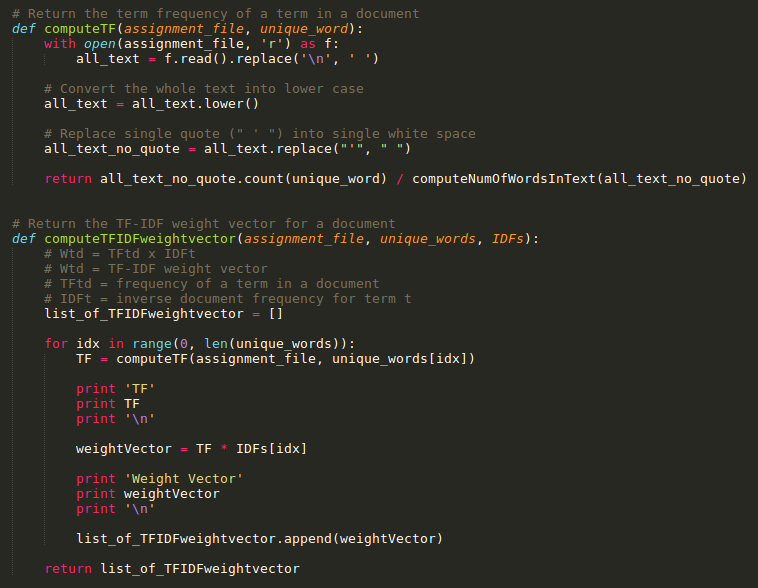 # Return the term frequency of a term in a document
def computeTF(assignment_file, unique_word):
    with open(assignment_file, 'r') as f:
        all_text = f.read().replace('\n', ' ')

    # Convert the whole text into lower case
    all_text = all_text.lower()

    # Replace single quote (" ' ") into single white space
    all_text_no_quote = all_text.replace("'", " ")

    return all_text_no_quote.count(unique_word) / computeNumOfWordsInText(all_text_no_quote)


# Return the TF-IDF weight vector for a document
def computeTFIDFweightvector(assignment_file, unique_words, IDFs):
    # Wtd = TFtd x IDFt
    # Wtd = TF-IDF weight vector
    # TFtd = frequency of a term in a document
    # IDFt = inverse document frequency for term t
    list_of_TFIDFweightvector = []

    for idx in range(0, len(unique_words)):
        TF = computeTF(assignment_file, unique_words[idx])

        print 'TF'
        print TF
        print '\n'

        weightVector = TF * IDFs[idx]

        print 'Weight Vector'
        print weightVector
        print '\n'

        list_of_TFIDFweightvector.append(weightVector)

    return list_of_TFIDFweightvector